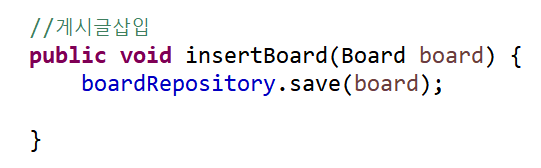 //게시글삽입
public void insertBoard(Board board) {
    boardRepository.save(board);
}